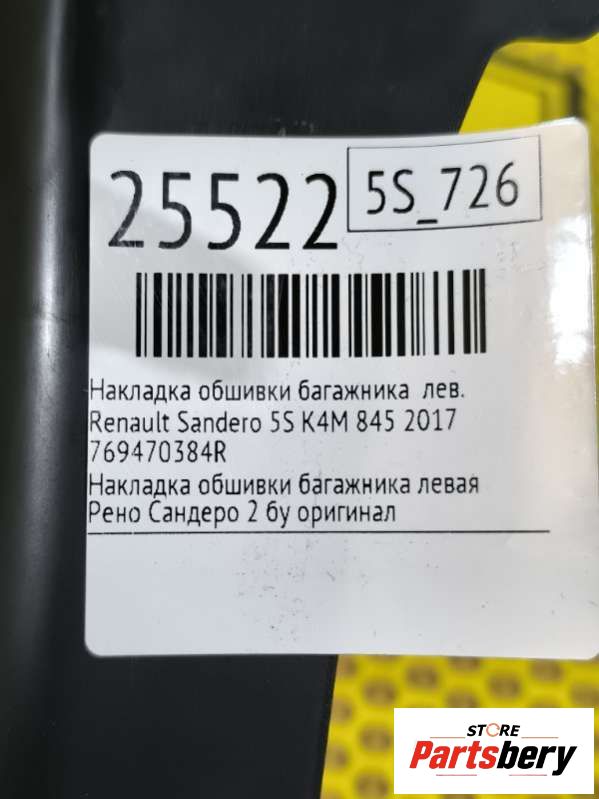 25522
5S_726
Накладка обшивки багажника лев.
Renault Sandero 5S K4M 845 2017
769470384R
Накладка обшивки багажника левая
Рено Сандеро 2 бу оригинал
STORE
Partsbery